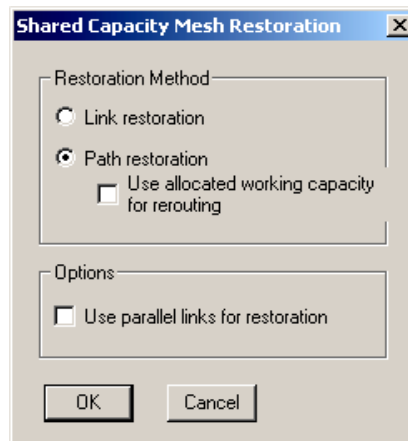 Shared Capacity Mesh Restoration
Restoration Method
Link restoration
Path restoration
Use allocated working capacity
for rerouting
Options
Use parallel links for restoration
OK
Cancel